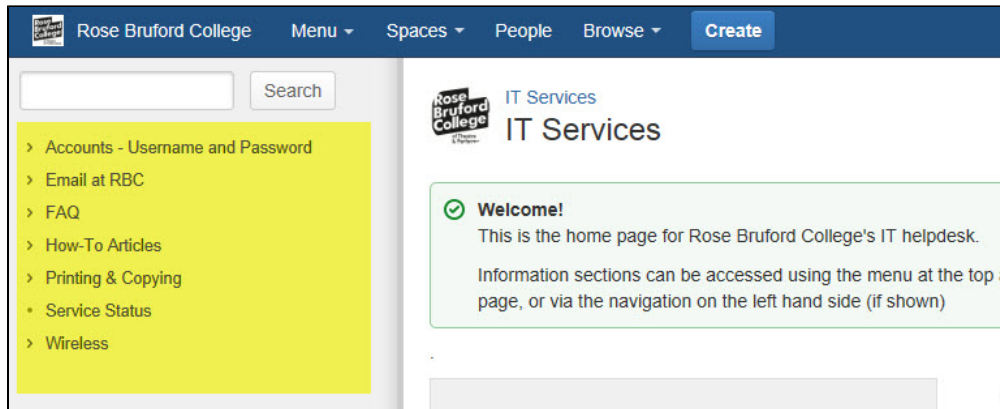 Rose Bruford College Menu Spaces People Browse Create
Search
Accounts - Username and Password
Email at RBC
FAQ
How-To Articles
Printing & Copying
Service Status
Wireless
Rose
Bruford
College
IT Services
IT Services
Welcome!
This is the home page for Rose Bruford College's IT helpdesk.
Information sections can be accessed using the menu at the top
page, or via the navigation on the left hand side (if shown)
.